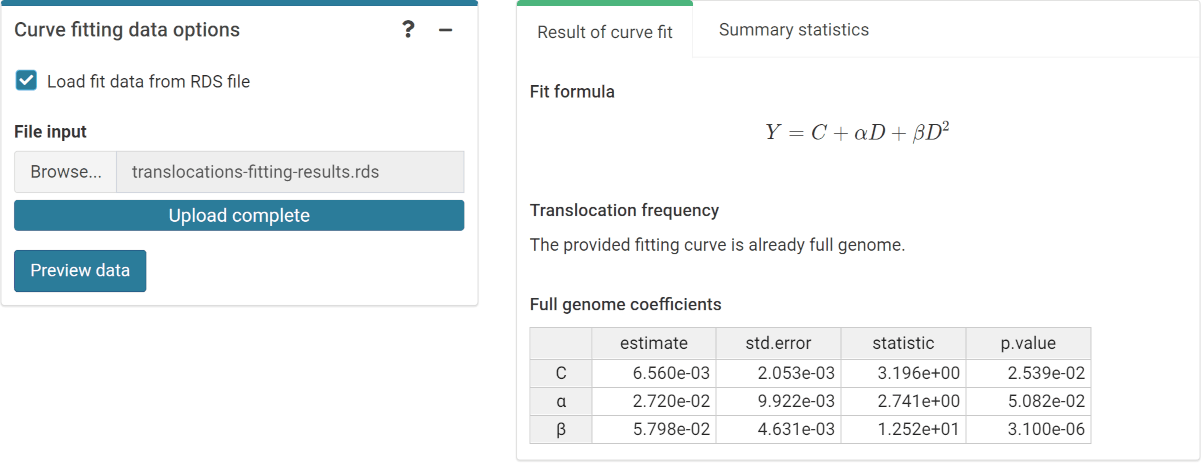 Curve fitting data options ? −
Load fit data from RDS file
File input
Browse... translocations-fitting-results.rds
Upload complete
Preview data
Result of curve fit Summary statistics
Fit formula
Y = C + αD + βD²
Translocation frequency
The provided fitting curve is already full genome.
Full genome coefficients
estimate std.error statistic p.value
C 6.560e-03 2.053e-03 3.196e+00 2.539e-02
α 2.720e-02 9.922e-03 2.741e+00 5.082e-02
β 5.798e-02 4.631e-03 1.252e+01 3.100e-06